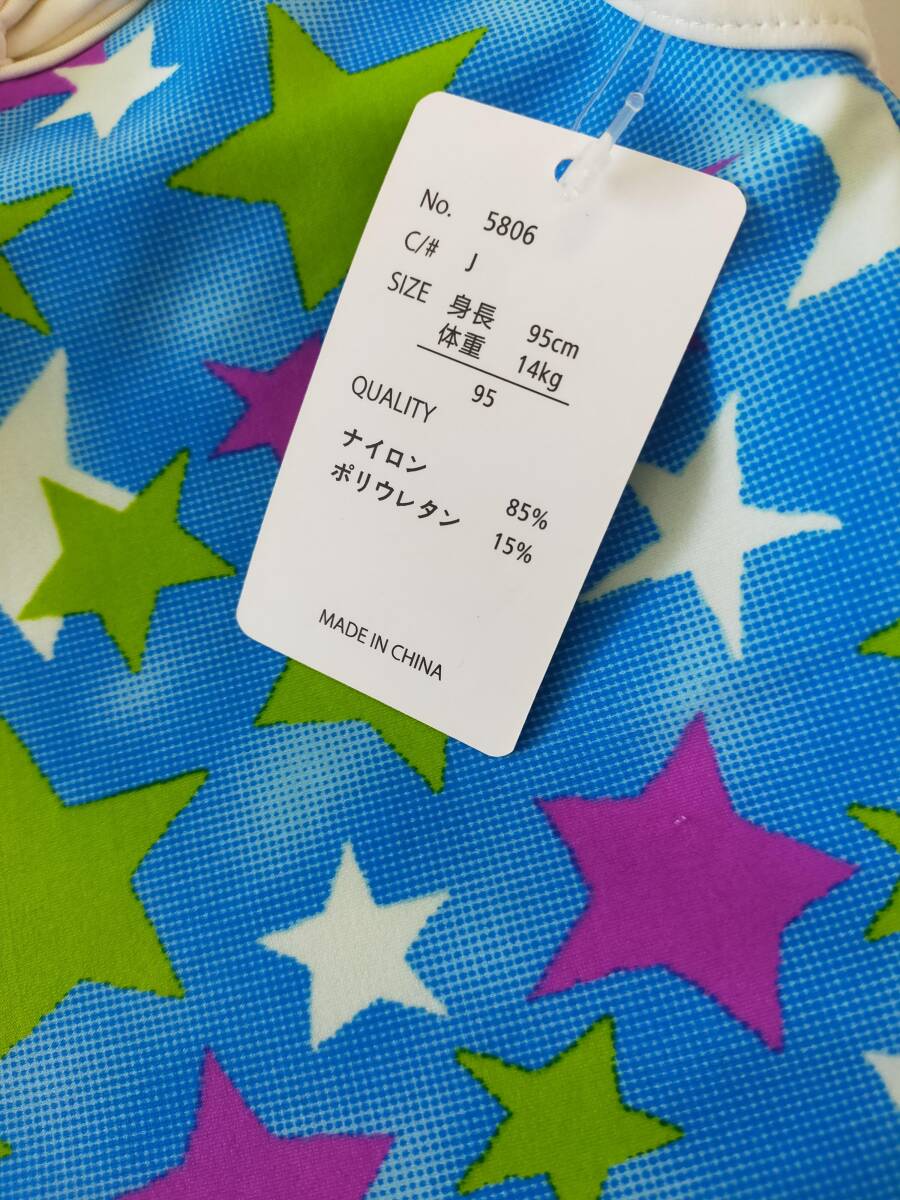 No. 5806
C/# J
SIZE 身長 95cm
体重 14kg
95
QUALITY
ナイロン 85%
ポリウレタン 15%
MADE IN CHINA